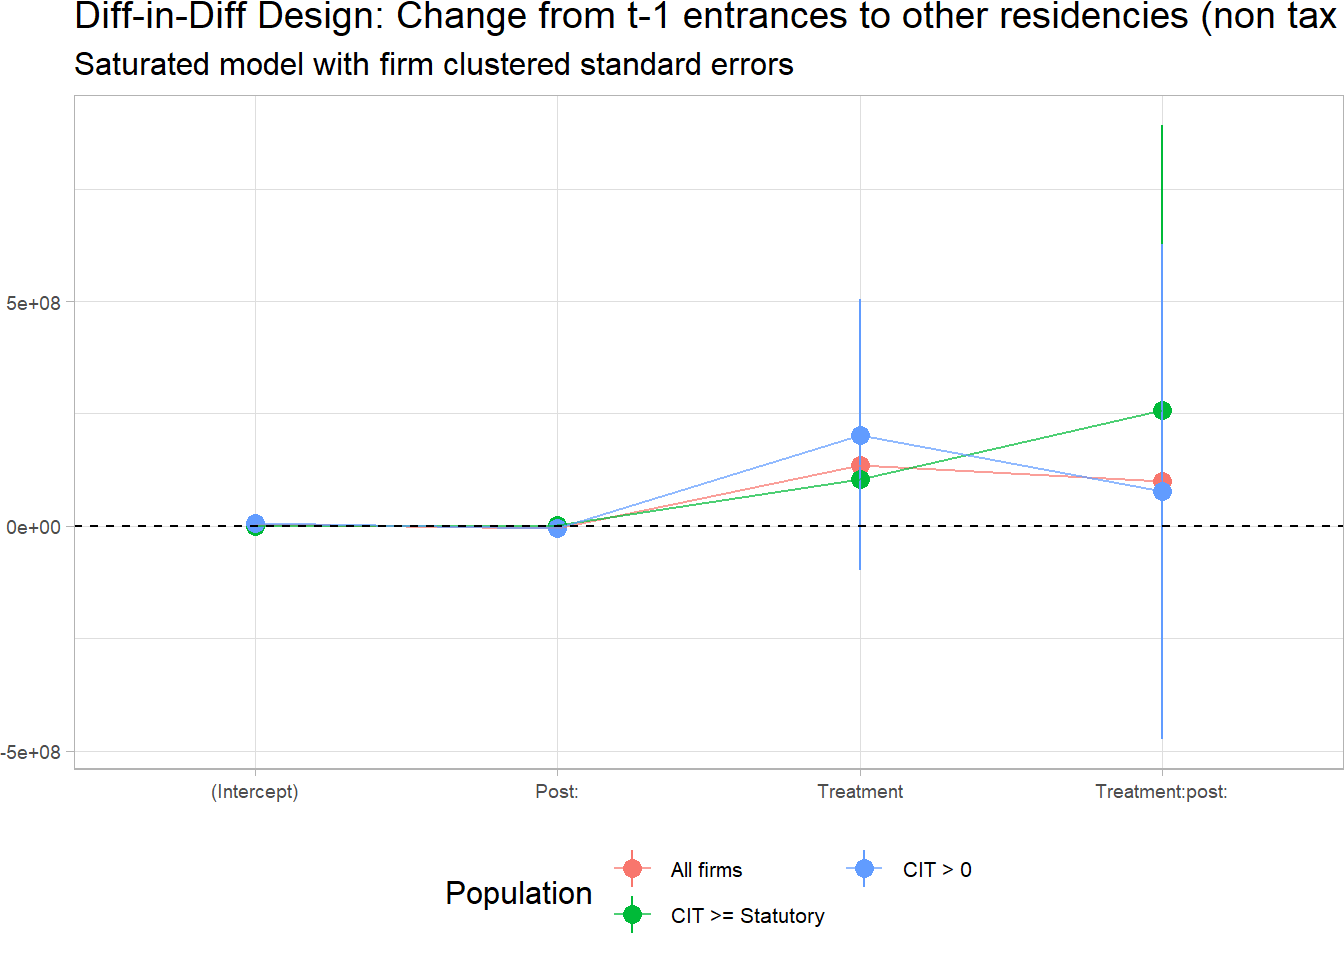 Diff-in-Diff Design: Change from t-1 entrances to other residencies (non tax
Saturated model with firm clustered standard errors
5e+08
0e+00
-5e+08
(Intercept) Post: Treatment Treatment:post:
Population
All firms CIT > 0
CIT >= Statutory